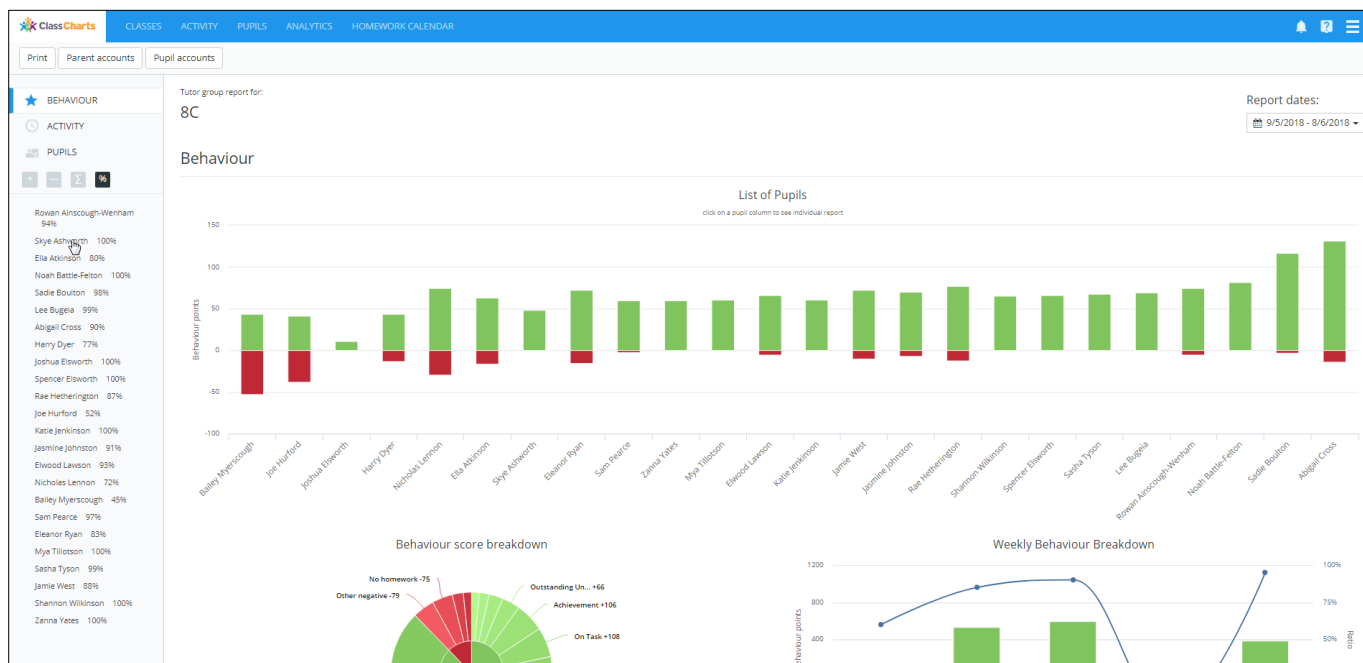 ClassCharts CLASSES ACTIVITY PUPILS ANALYTICS HOMEWORK CALENDAR
Print Parent accounts Pupil accounts
BEHAVIOUR
ACTIVITY
PUPILS
+ — Σ %
Rowan Ainscough-Wenham
94%
Skye Ashworth 100%
Ella Atkinson 80%
Noah Battle-Felton 100%
Sadie Boulton 98%
Lee Bugeia 99%
Abigail Cross 90%
Harry Dyer 77%
Joshua Elsworth 100%
Spencer Elsworth 100%
Rae Hetherington 87%
Joe Hurford 52%
Katie Jenkinson 100%
Jasmine Johnston 91%
Elwood Lawson 93%
Nicholas Lennon 72%
Bailey Myerscough 45%
Sam Pearce 97%
Eleanor Ryan 83%
Mya Tillotson 100%
Sasha Tyson 99%
Jamie West 88%
Shannon Wilkinson 100%
Zanna Yates 100%
Tutor group report for:
8C
Report dates:
9/5/2018 - 8/6/2018
Behaviour
List of Pupils
click on a pupil column to see individual report
Behaviour points
150
100
50
0
-50
-100
Bailey Myerscough
Joe Hurford
Joshua Elsworth
Harry Dyer
Nicholas Lennon
Ella Atkinson
Skye Ashworth
Eleanor Ryan
Sam Pearce
Zanna Yates
Mya Tillotson
Elwood Lawson
Katie Jenkinson
Jamie West
Jasmine Johnston
Rae Hetherington
Shannon Wilkinson
Spencer Elsworth
Sasha Tyson
Lee Bugeia
Rowan Ainscough-Wenham
Noah Battle-Felton
Sadie Boulton
Abigail Cross
Behaviour score breakdown
No homework -75
Other negative -79
Outstanding Un... +66
Achievement +106
On Task +108
Weekly Behaviour Breakdown
1200
800
400
points
100%
75%
50%
Ratio